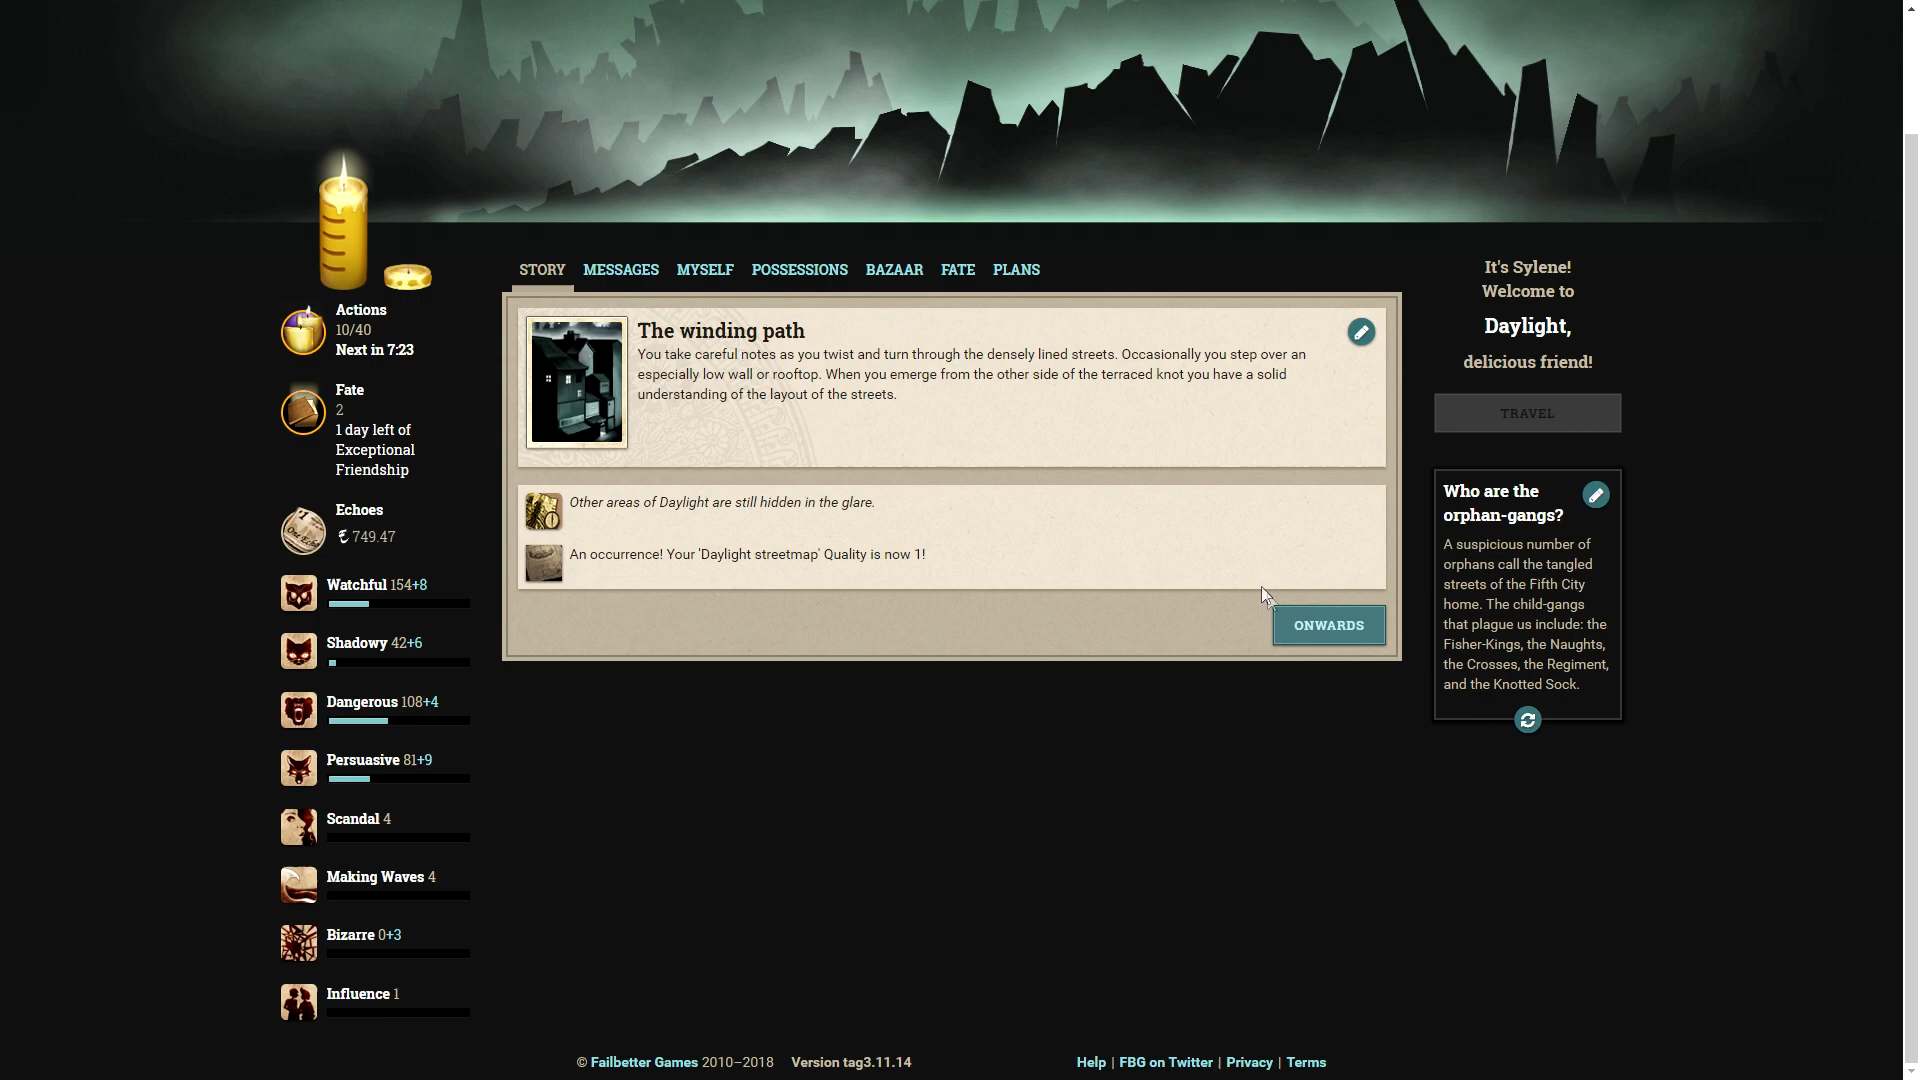 STORY MESSAGES MYSELF POSSESSIONS BAZAAR FATE PLANS
Actions
10/40
Next in 7:23
Fate
2
1 day left of
Exceptional
Friendship
Echoes
749.47
Watchful 154+8
Shadowy 42+6
Dangerous 108+4
Persuasive 81+9
Scandal 4
Making Waves 4
Bizarre 0+3
Influence 1
The winding path
You take careful notes as you twist and turn through the densely lined streets. Occasionally you step over an
especially low wall or rooftop. When you emerge from the other side of the terraced knot you have a solid
understanding of the layout of the streets.
Other areas of Daylight are still hidden in the glare.
An occurrence! Your 'Daylight streetmap' Quality is now 1!
ONWARDS
It's Sylene!
Welcome to
Daylight,
delicious friend!
TRAVEL
Who are the
orphan-gangs?
A suspicious number of
orphans call the tangled
streets of the Fifth City
home. The child-gangs
that plague us include: the
Fisher-Kings, the Naughts,
the Crosses, the Regiment,
and the Knotted Sock.
© Failbetter Games 2010–2018 Version tag3.11.14
Help | FBG on Twitter | Privacy | Terms